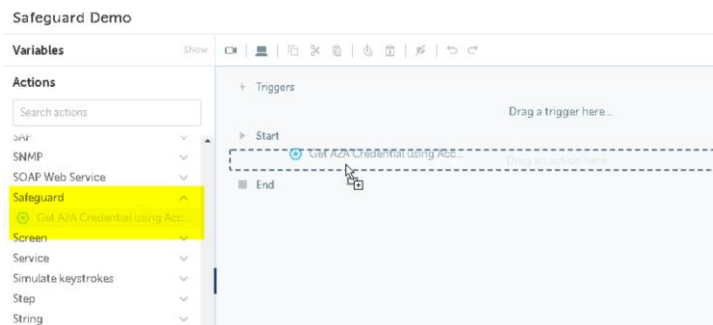 Safeguard Demo
Variables
Show
Actions
Search actions
SAP
SNMP
SOAP Web Service
Safeguard
Get A2A Credential using Acc...
Screen
Service
Simulate keystrokes
Step
String
Triggers
Drag a trigger here...
Start
Get A2A Credential using Acc...
Drag an action here...
End